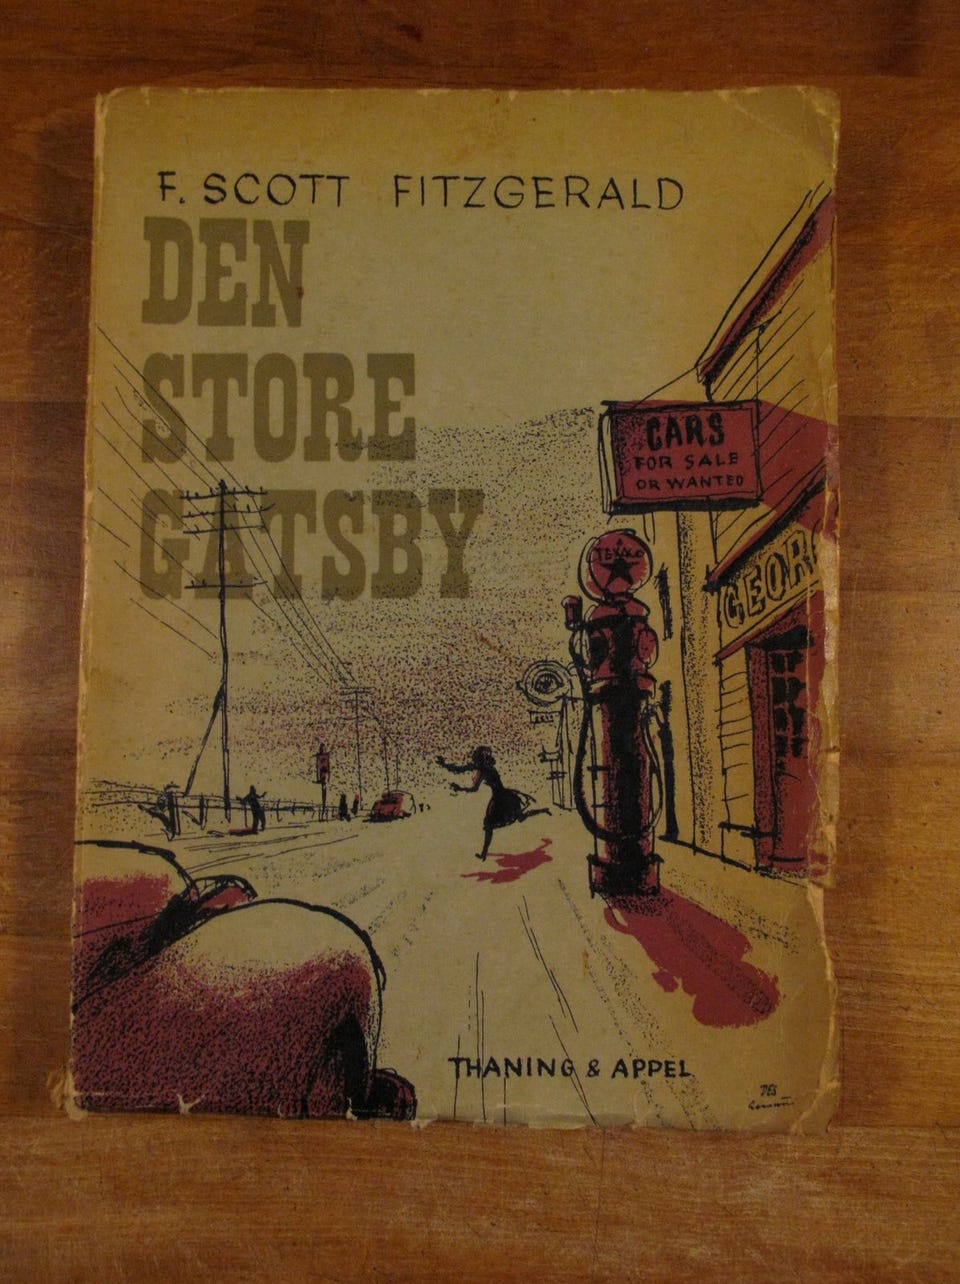 F. SCOTT FITZGERALD
DEN
STORE
GATSBY
CARS
FOR SALE
OR WANTED
TEXACO
GEOR
THANING & APPEL